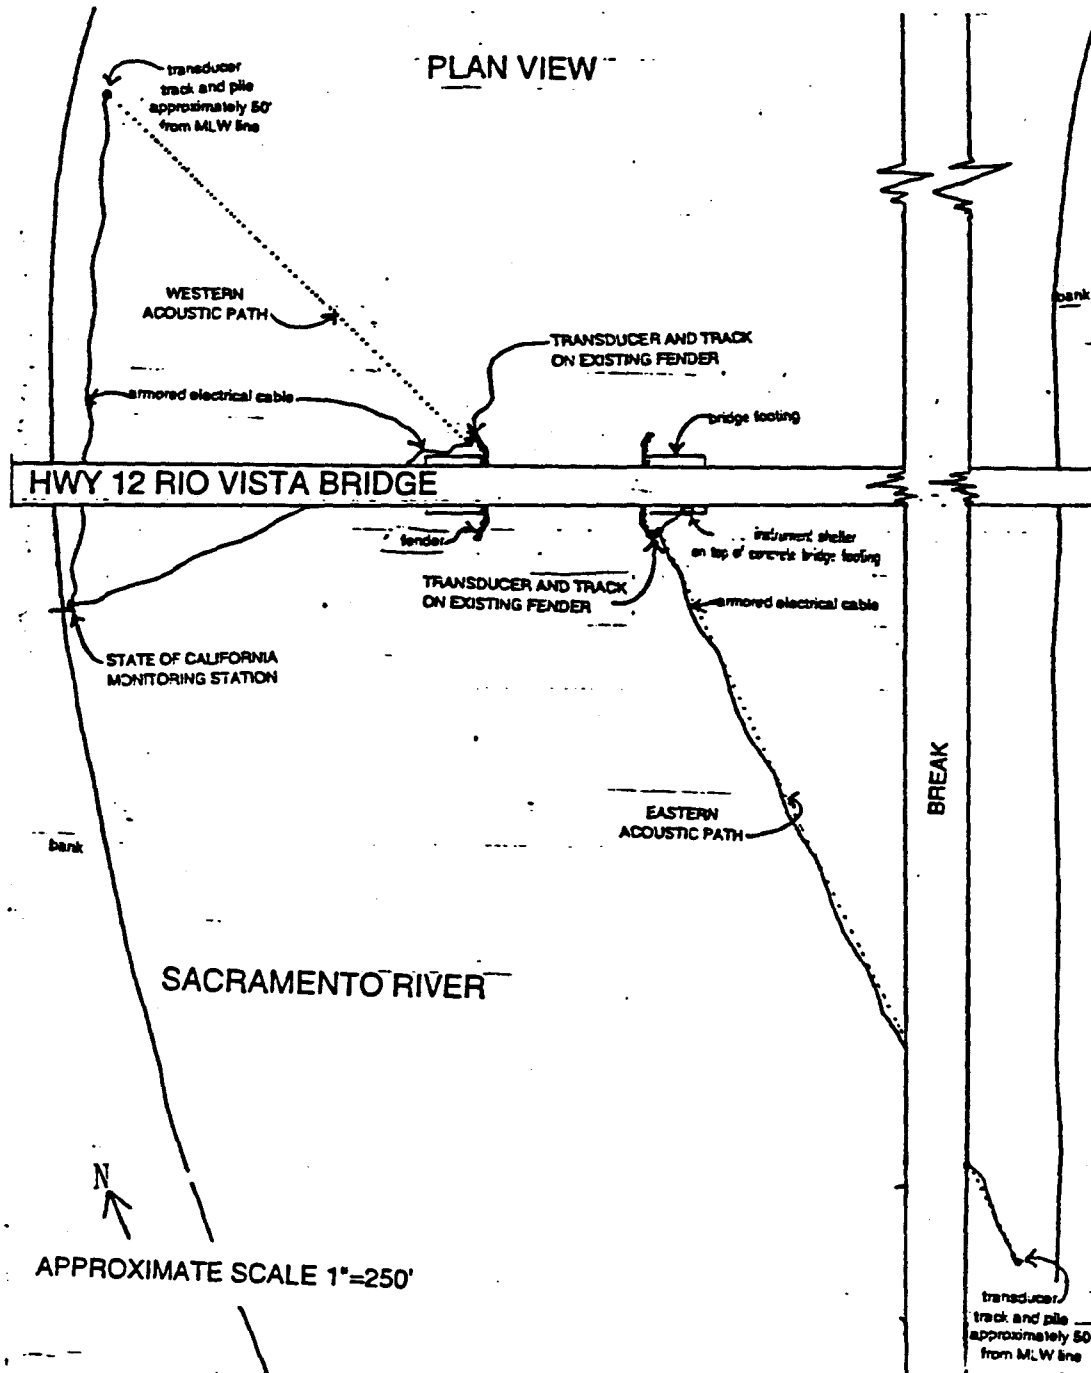 PLAN VIEW
transducer
track and pile
approximately 50'
from MLW line
WESTERN
ACOUSTIC PATH
bank
TRANSDUCER AND TRACK
ON EXISTING FENDER
armored electrical cable
bridge footing
HWY 12 RIO VISTA BRIDGE
fender
instrument shelter
on top of concrete bridge footing
TRANSDUCER AND TRACK
ON EXISTING FENDER
armored electrical cable
STATE OF CALIFORNIA
MONITORING STATION
BREAK
EASTERN
ACOUSTIC PATH
bank
SACRAMENTO RIVER
N
APPROXIMATE SCALE 1"=250'
transducer
track and pile
approximately 50
from MLW line